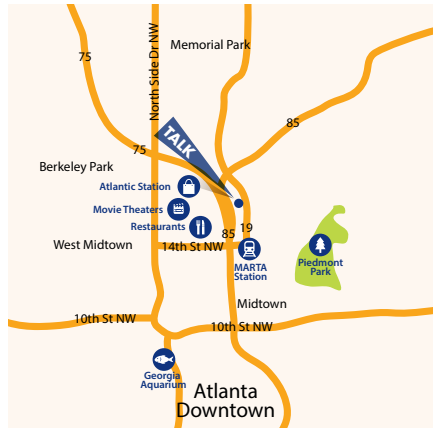 Memorial Park
North Side Dr NW
75
85
TALK
75
Berkeley Park
Atlantic Station
Movie Theaters
Restaurants
19
85
West Midtown
14th St NW
MARTA
Station
Piedmont
Park
Midtown
10th St NW
10th St NW
Georgia
Aquarium
Atlanta
Downtown